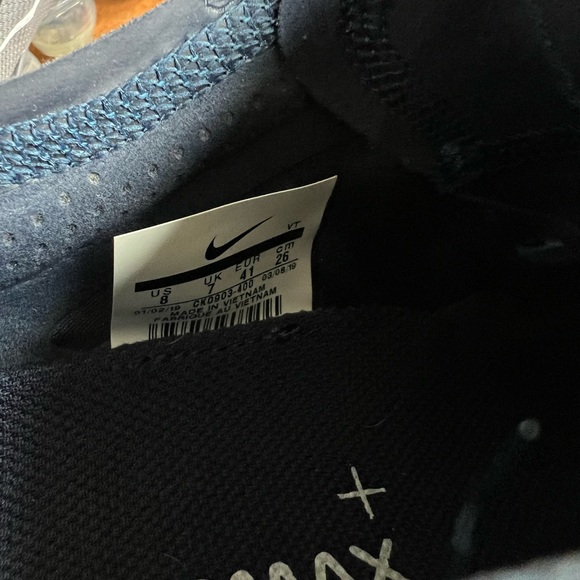 VT
US UK EUR cm
8 7 41 26
01/02/19 CK0903-400 03/08/19
MADE IN VIETNAM
FABRIQUE AU VIETNAM
+